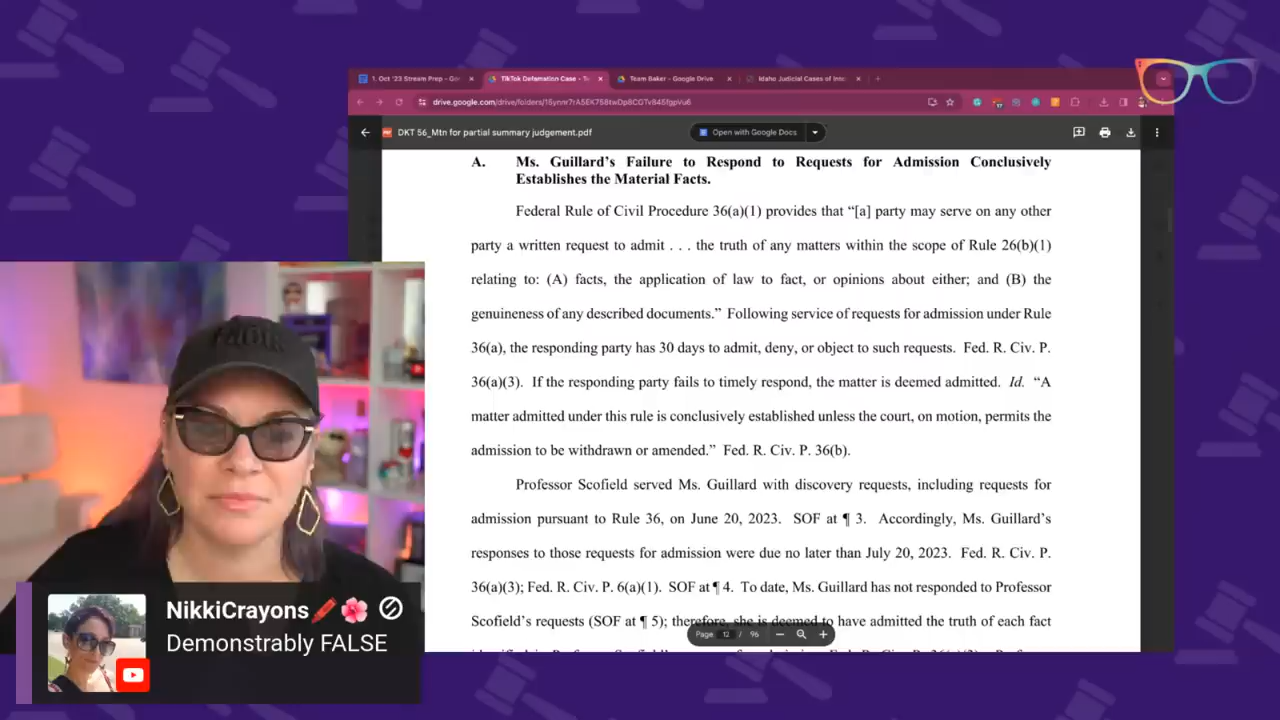 1. Oct '23 Stream Prep - Go
TikTok Defamation Case - T
Team Baker - Google Drive
Idaho Judicial Cases of In
DKT 56_Mtn for partial summary judgement.pdf
Open with Google Docs
A. Ms. Guillard's Failure to Respond to Requests for Admission Conclusively
Establishes the Material Facts.
Federal Rule of Civil Procedure 36(a)(1) provides that “[a] party may serve on any other
party a written request to admit . . . the truth of any matters within the scope of Rule 26(b)(1)
relating to: (A) facts, the application of law to fact, or opinions about either; and (B) the
genuineness of any described documents.” Following service of requests for admission under Rule
36(a), the responding party has 30 days to admit, deny, or object to such requests. Fed. R. Civ. P.
36(a)(3). If the responding party fails to timely respond, the matter is deemed admitted. Id. “A
matter admitted under this rule is conclusively established unless the court, on motion, permits the
admission to be withdrawn or amended.” Fed. R. Civ. P. 36(b).
Professor Scofield served Ms. Guillard with discovery requests, including requests for
admission pursuant to Rule 36, on June 20, 2023. SOF at ¶ 3. Accordingly, Ms. Guillard's
responses to those requests for admission were due no later than July 20, 2023. Fed. R. Civ. P.
36(a)(3); Fed. R. Civ. P. 6(a)(1). SOF at ¶ 4. To date, Ms. Guillard has not responded to Professor
Scofield's requests (SOF at ¶ 5); therefore, she is deemed to have admitted the truth of each fact
Page 12 / 96
NikkiCrayons🖍️🌺
Demonstrably FALSE